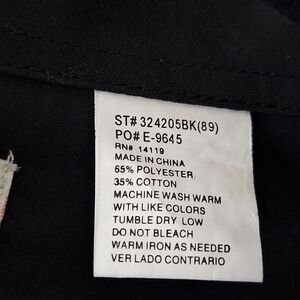 ST# 324205BK(89)
PO# E-9645
RN# 14119
MADE IN CHINA
65% POLYESTER
35% COTTON
MACHINE WASH WARM
WITH LIKE COLORS
TUMBLE DRY LOW
DO NOT BLEACH
WARM IRON AS NEEDED
VER LADO CONTRARIO